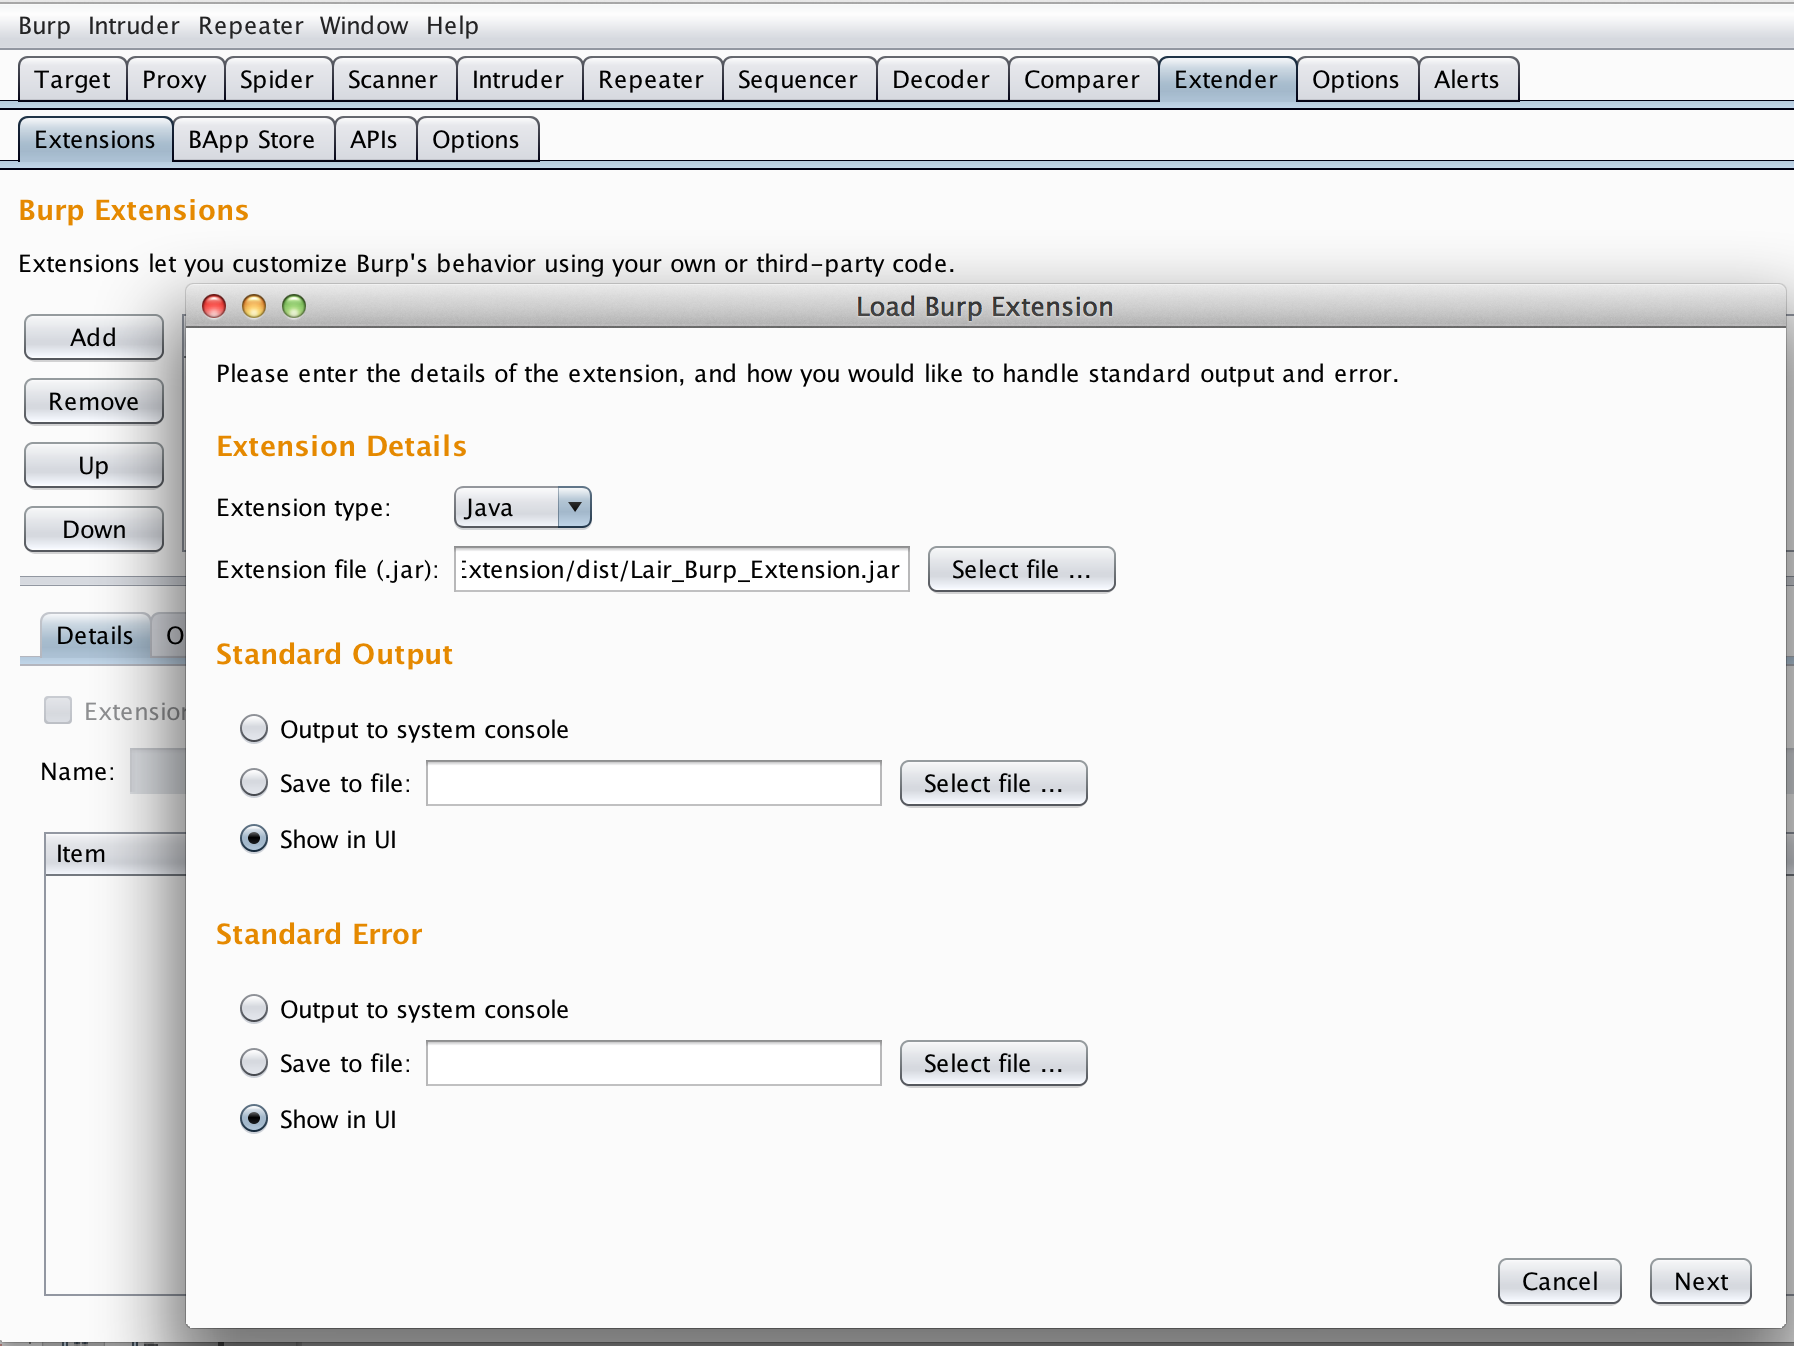 Burp Intruder Repeater Window Help
Target Proxy Spider Scanner Intruder Repeater Sequencer Decoder Comparer Extender Options Alerts
Extensions BApp Store APIs Options
Burp Extensions
Extensions let you customize Burp's behavior using your own or third-party code.
Load Burp Extension
Add
Remove
Up
Down
Details
Name:
Item
Please enter the details of the extension, and how you would like to handle standard output and error.
Extension Details
Extension type: Java
Extension file (.jar): Extension/dist/Lair_Burp_Extension.jar Select file ...
Standard Output
Output to system console
Save to file: Select file ...
Show in UI
Standard Error
Output to system console
Save to file: Select file ...
Show in UI
Cancel Next